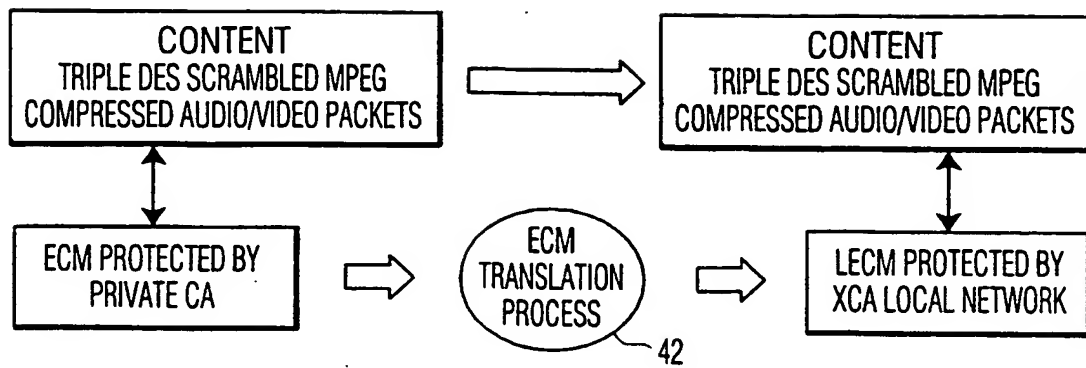 CONTENT
TRIPLE DES SCRAMBLED MPEG
COMPRESSED AUDIO/VIDEO PACKETS
CONTENT
TRIPLE DES SCRAMBLED MPEG
COMPRESSED AUDIO/VIDEO PACKETS
ECM PROTECTED BY
PRIVATE CA
ECM
TRANSLATION
PROCESS
42
LECM PROTECTED BY
XCA LOCAL NETWORK